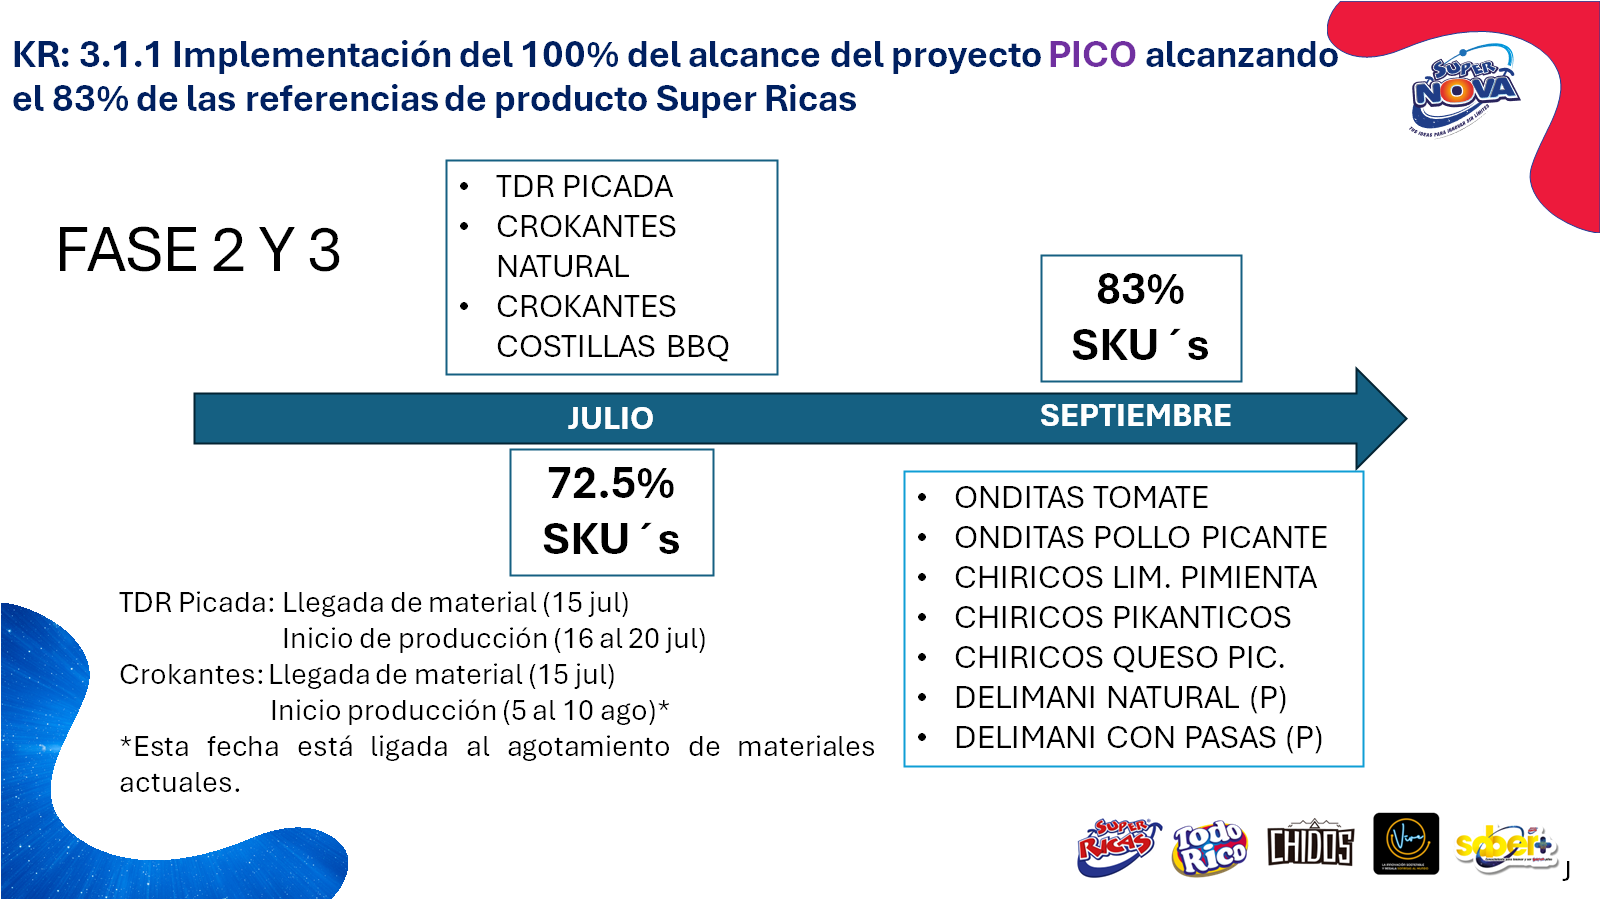 KR: 3.1.1 Implementación del 100% del alcance del proyecto PICO alcanzando
el 83% de las referencias de producto Super Ricas
SUPER
NOVA
FASE 2 Y 3
• TDR PICADA
• CROKANTES
NATURAL
• CROKANTES
COSTILLAS BBQ
83%
SKU´s
JULIO
SEPTIEMBRE
72.5%
SKU´s
• ONDITAS TOMATE
• ONDITAS POLLO PICANTE
• CHIRICOS LIM. PIMIENTA
• CHIRICOS PIKANTICOS
• CHIRICOS QUESO PIC.
• DELIMANI NATURAL (P)
• DELIMANI CON PASAS (P)
TDR Picada: Llegada de material (15 jul)
Inicio de producción (16 al 20 jul)
Crokantes: Llegada de material (15 jul)
Inicio producción (5 al 10 ago)*
*Esta fecha está ligada al agotamiento de materiales
actuales.
SUPER
RICAS
Todo
Rico
CHIDOS
Vive
saber+
J